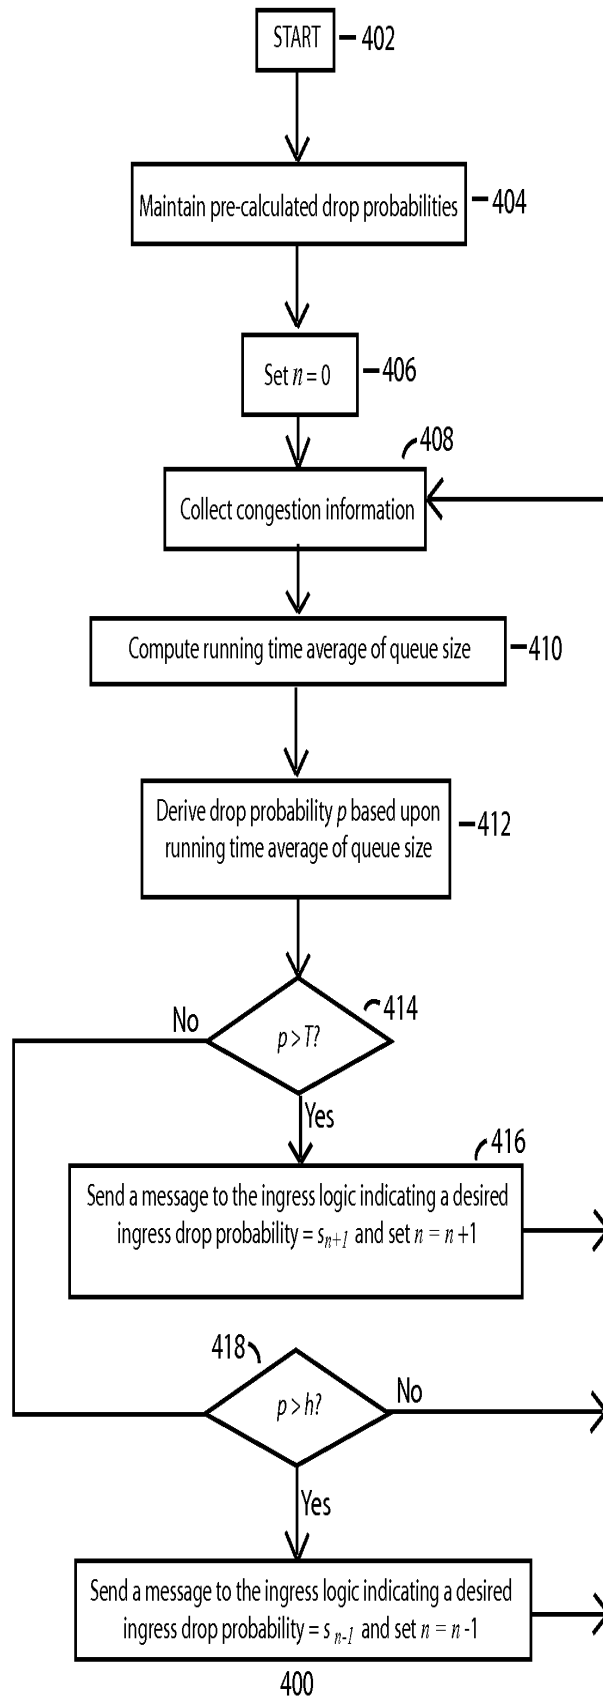 START
402
Maintain pre-calculated drop probabilities
404
Set n = 0
406
408
Collect congestion information
Compute running time average of queue size
410
Derive drop probability p based upon
running time average of queue size
412
p > T?
414
No
Yes
416
Send a message to the ingress logic indicating a desired
ingress drop probability = s_{n+1} and set n = n +1
418
p > h?
No
Yes
Send a message to the ingress logic indicating a desired
ingress drop probability = s_{n-1} and set n = n -1
400